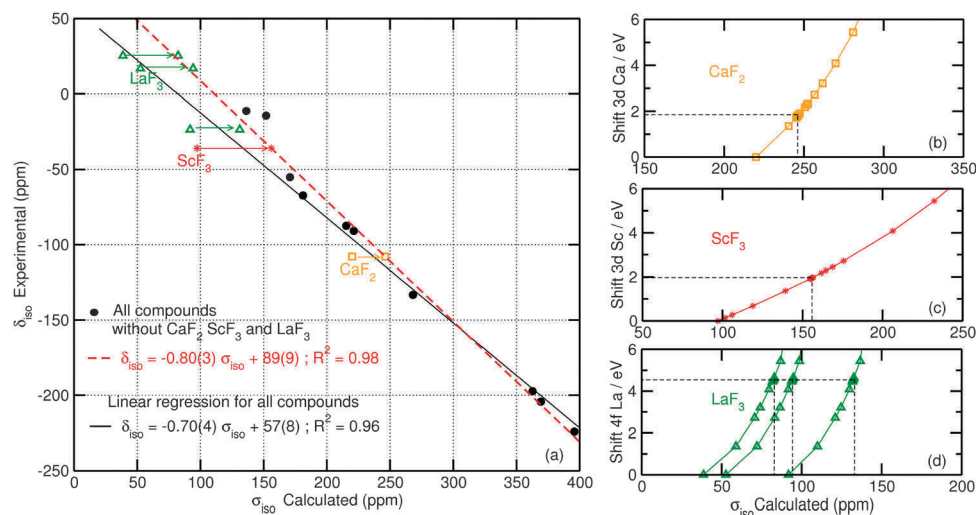 50
0
-50
-100
-150
-200
-250
0 50 100 150 200 250 300 350 400
δiso Experimental (ppm)
σiso Calculated (ppm)
LaF3
ScF3
CaF2
All compounds
without CaF2 ScF3 and LaF3
δiso = -0.80(3) σiso + 89(9) ; R² = 0.98
Linear regression for all compounds
δiso = -0.70(4) σiso + 57(8) ; R² = 0.96
(a)
Shift 3d Ca / eV
6
4
2
0
CaF2
(b)
150 200 250 300 350
Shift 3d Sc / eV
6
4
2
0
ScF3
(c)
50 100 150 200 250
Shift 4f La / eV
6
4
2
0
LaF3
(d)
0 50 100 150 200
σiso Calculated (ppm)